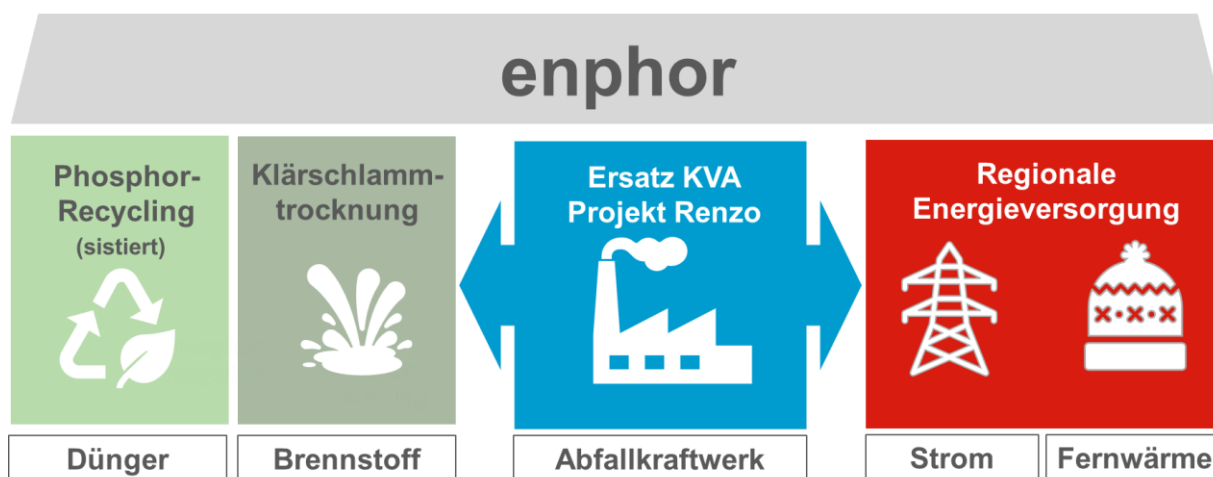 enphor
Phosphor-
Recycling
(sistiert)
Klärschlamm-
trocknung
Ersatz KVA
Projekt Renzo
Regionale
Energieversorgung
Dünger
Brennstoff
Abfallkraftwerk
Strom
Fernwärme